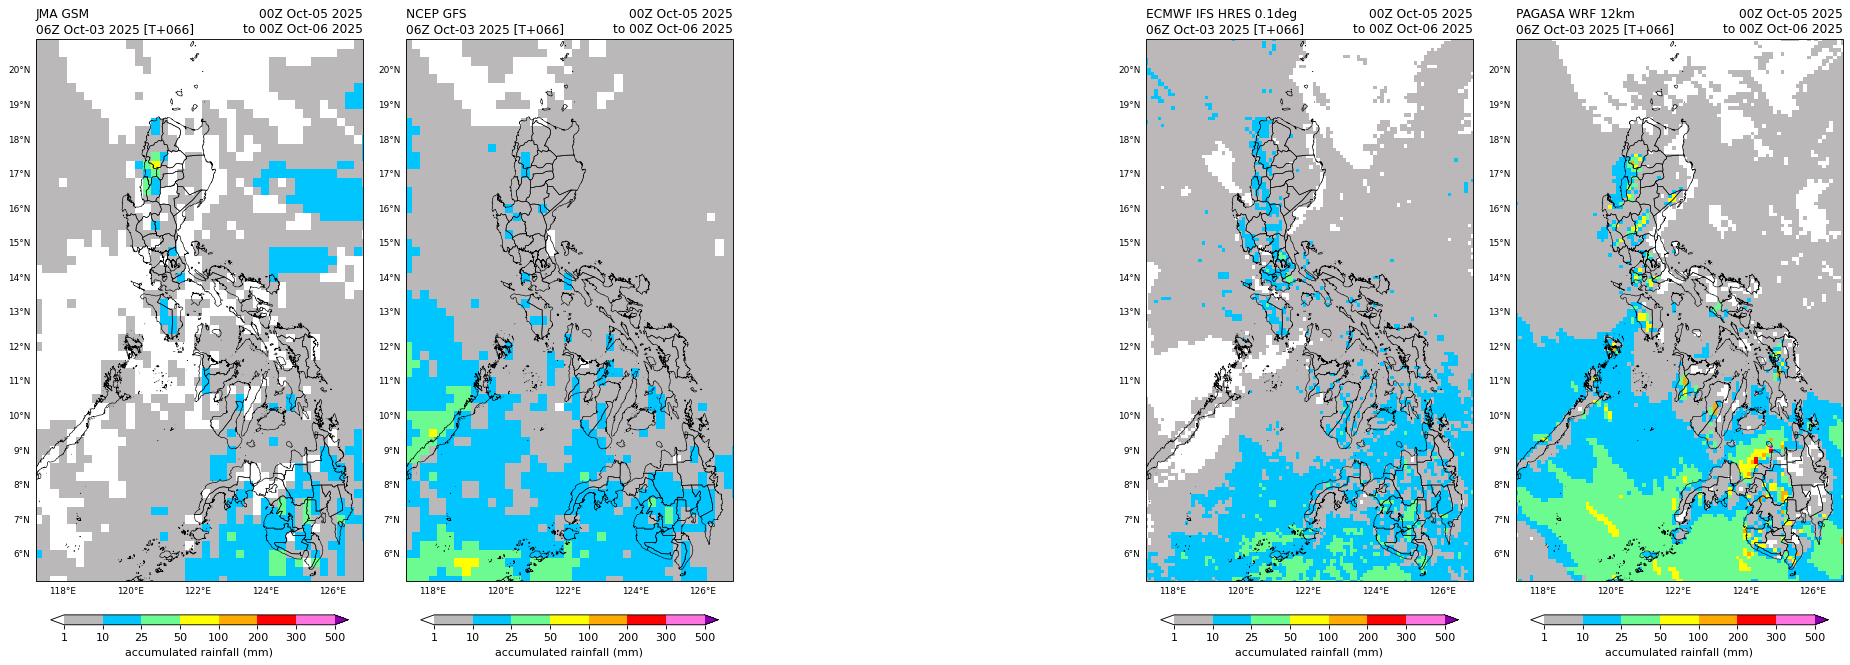 JMA GSM 00Z Oct-05 2025
06Z Oct-03 2025 [T+066] to 00Z Oct-06 2025
20°N
19°N
18°N
17°N
16°N
15°N
14°N
13°N
12°N
11°N
10°N
9°N
8°N
7°N
6°N
118°E 120°E 122°E 124°E 126°E
1 10 25 50 100 200 300 500
accumulated rainfall (mm)
NCEP GFS 00Z Oct-05 2025
06Z Oct-03 2025 [T+066] to 00Z Oct-06 2025
20°N
19°N
18°N
17°N
16°N
15°N
14°N
13°N
12°N
11°N
10°N
9°N
8°N
7°N
6°N
118°E 120°E 122°E 124°E 126°E
1 10 25 50 100 200 300 500
accumulated rainfall (mm)
ECMWF IFS HRES 0.1deg 00Z Oct-05 2025
06Z Oct-03 2025 [T+066] to 00Z Oct-06 2025
20°N
19°N
18°N
17°N
16°N
15°N
14°N
13°N
12°N
11°N
10°N
9°N
8°N
7°N
6°N
118°E 120°E 122°E 124°E 126°E
1 10 25 50 100 200 300 500
accumulated rainfall (mm)
PAGASA WRF 12km 00Z Oct-05 2025
06Z Oct-03 2025 [T+066] to 00Z Oct-06 2025
20°N
19°N
18°N
17°N
16°N
15°N
14°N
13°N
12°N
11°N
10°N
9°N
8°N
7°N
6°N
118°E 120°E 122°E 124°E 126°E
1 10 25 50 100 200 300 500
accumulated rainfall (mm)